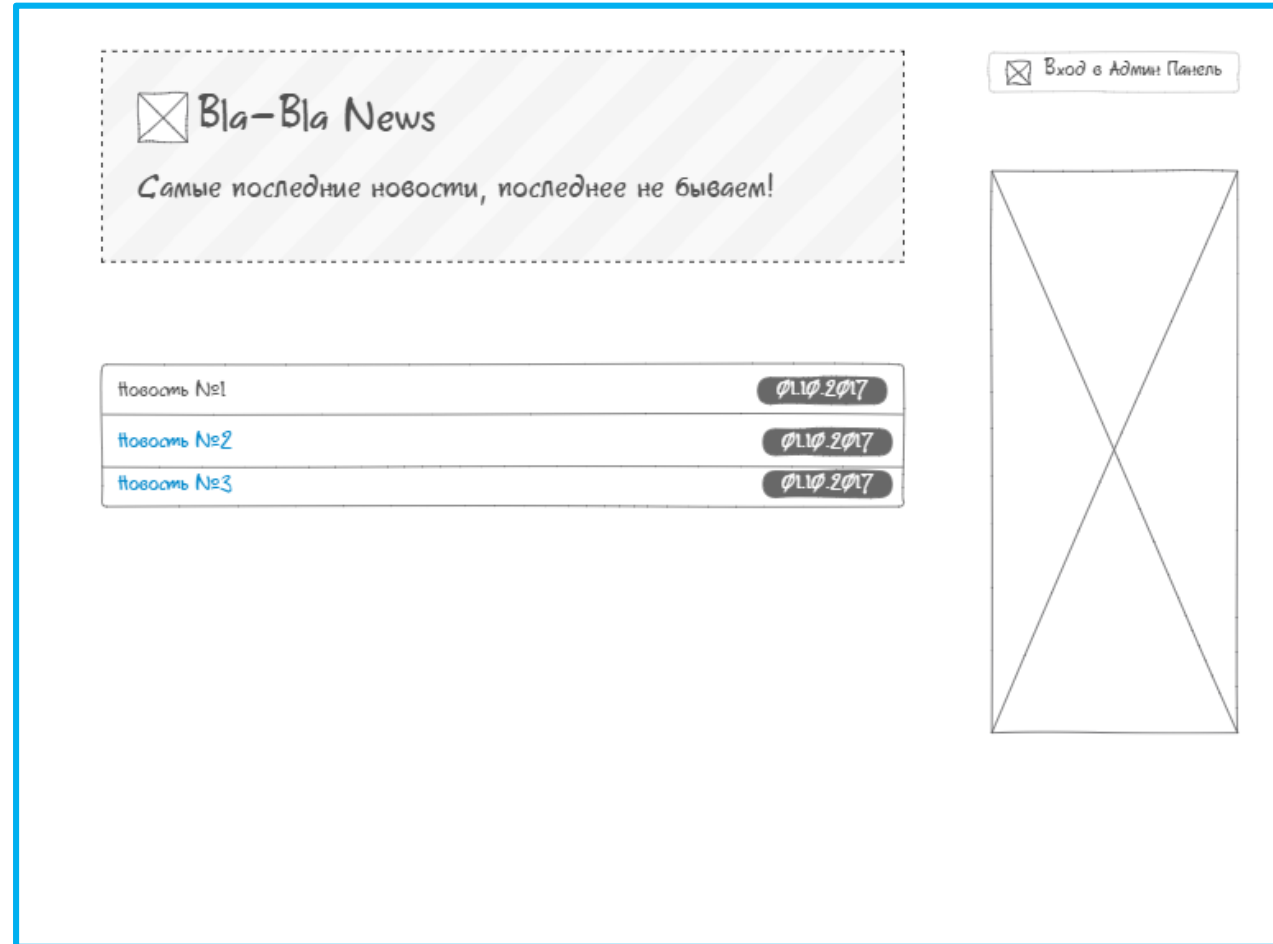 Bla-Bla News
Самые последние новости, последнее не бываем!
Вход в Админ Панель
Новость №1 01.10.2017
Новость №2 01.10.2017
Новость №3 01.10.2017